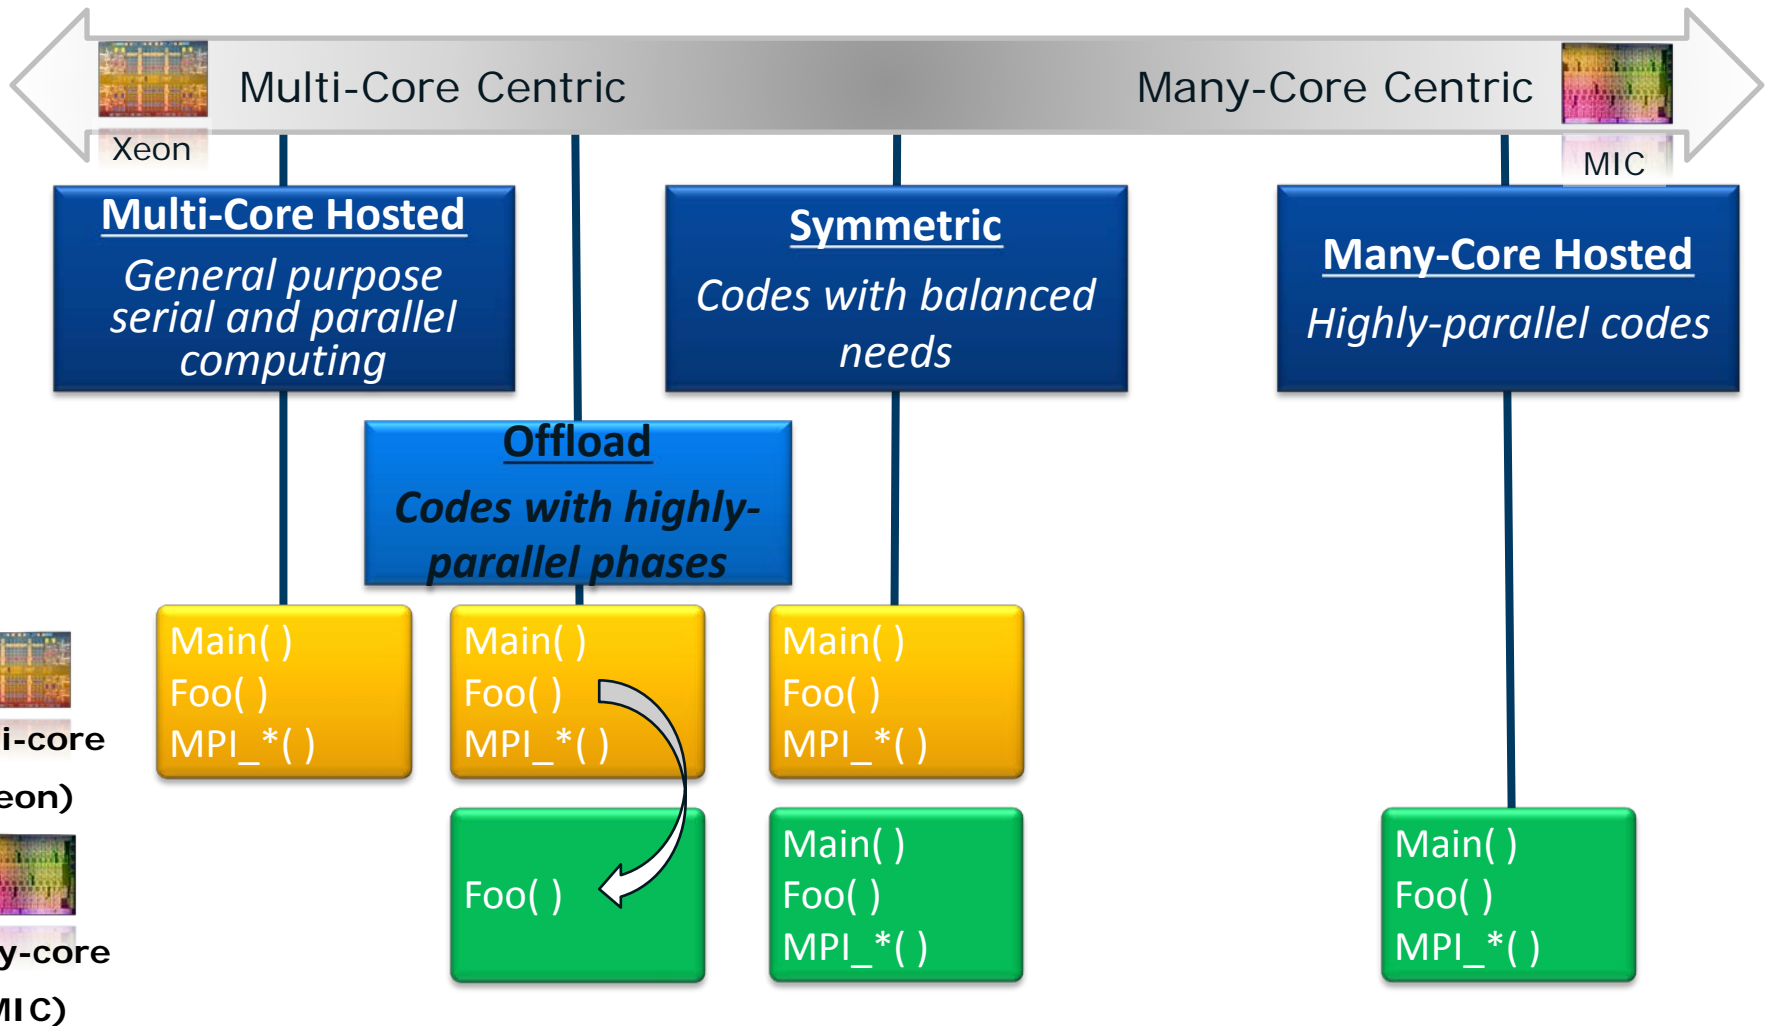 Multi-Core Centric
Many-Core Centric
Xeon
MIC
Multi-Core Hosted
General purpose
serial and parallel
computing
Symmetric
Codes with balanced
needs
Many-Core Hosted
Highly-parallel codes
Offload
Codes with highly-
parallel phases
Main( )
Foo( )
MPI_*( )
Main( )
Foo( )
MPI_*( )
Main( )
Foo( )
MPI_*( )
i-core
eon)
Foo( )
Main( )
Foo( )
MPI_*( )
Main( )
Foo( )
MPI_*( )
y-core
MIC)